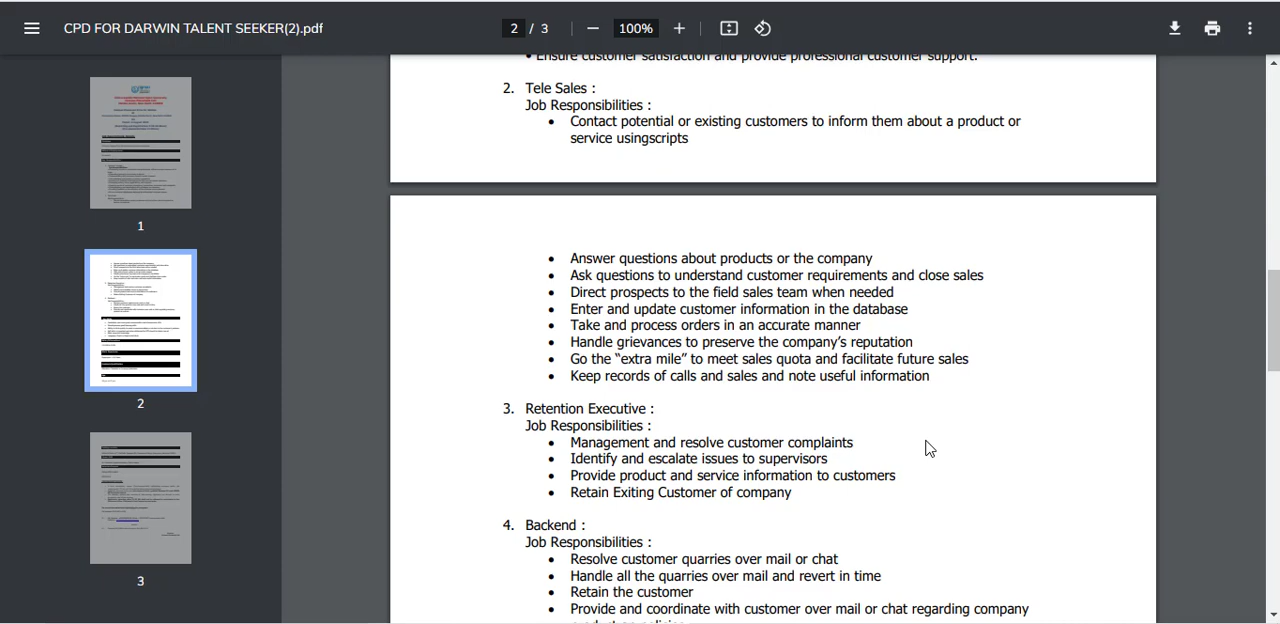 CPD FOR DARWIN TALENT SEEKER(2).pdf
2 / 3
100%
• Ensure customer satisfaction and provide professional customer support.
2. Tele Sales :
Job Responsibilities :
• Contact potential or existing customers to inform them about a product or
service usingscripts
• Answer questions about products or the company
• Ask questions to understand customer requirements and close sales
• Direct prospects to the field sales team when needed
• Enter and update customer information in the database
• Take and process orders in an accurate manner
• Handle grievances to preserve the company’s reputation
• Go the “extra mile” to meet sales quota and facilitate future sales
• Keep records of calls and sales and note useful information
3. Retention Executive :
Job Responsibilities :
• Management and resolve customer complaints
• Identify and escalate issues to supervisors
• Provide product and service information to customers
• Retain Exiting Customer of company
4. Backend :
Job Responsibilities :
• Resolve customer quarries over mail or chat
• Handle all the quarries over mail and revert in time
• Retain the customer
• Provide and coordinate with customer over mail or chat regarding company
1
2
3